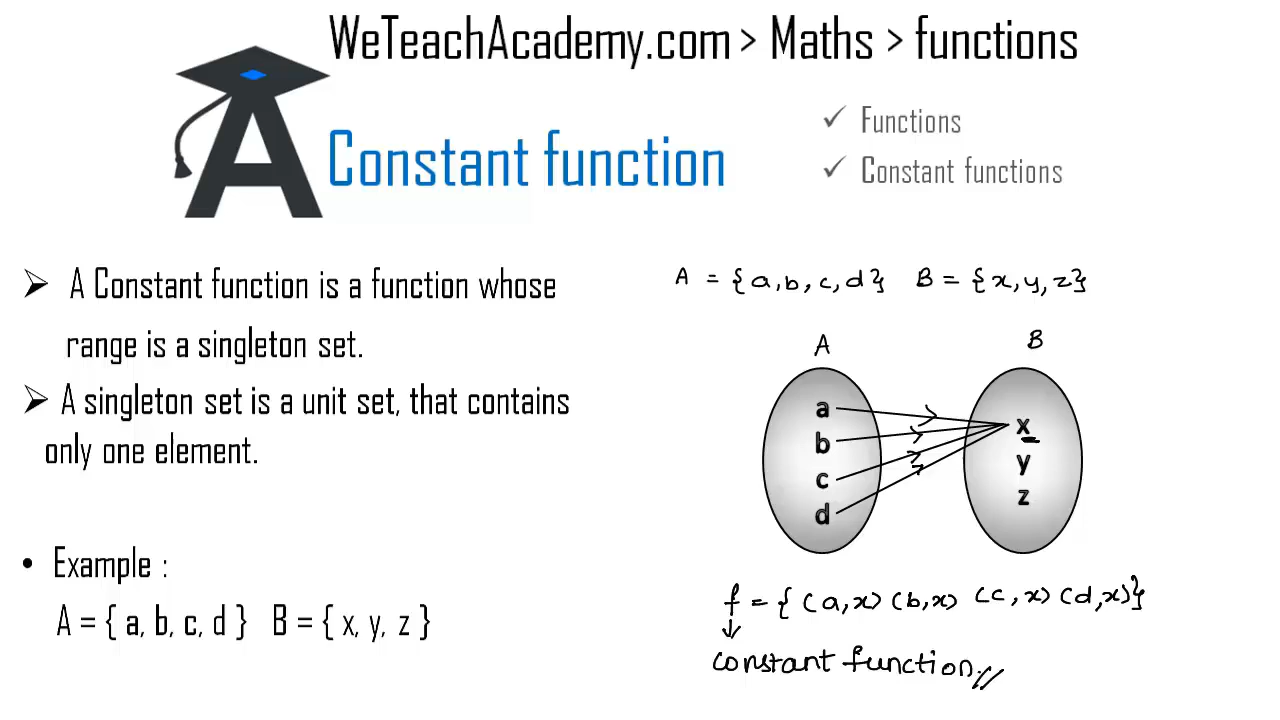 WeTeachAcademy.com > Maths > functions
Constant function
✓ Functions
✓ Constant functions
➢ A Constant function is a function whose
range is a singleton set.
➢ A singleton set is a unit set, that contains
only one element.
• Example :
A = { a, b, c, d } B = { x, y, z }
A = {a, b, c, d} B = {x, y, z}
A B
a
b
c
d
x
y
z
f = { (a, x) (b, x) (c, x) (d, x)}
constant function.//